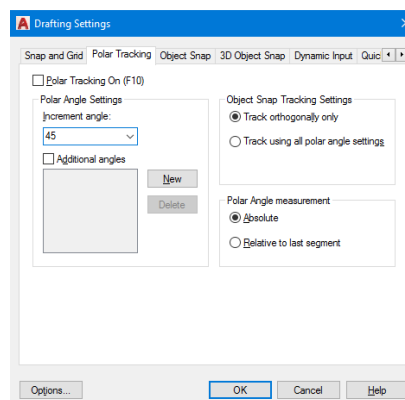 Drafting Settings
Snap and Grid Polar Tracking Object Snap 3D Object Snap Dynamic Input Quic
Polar Tracking On (F10)
Polar Angle Settings
Increment angle:
45
Additional angles
New
Delete
Object Snap Tracking Settings
Track orthogonally only
Track using all polar angle settings
Polar Angle measurement
Absolute
Relative to last segment
Options... OK Cancel Help